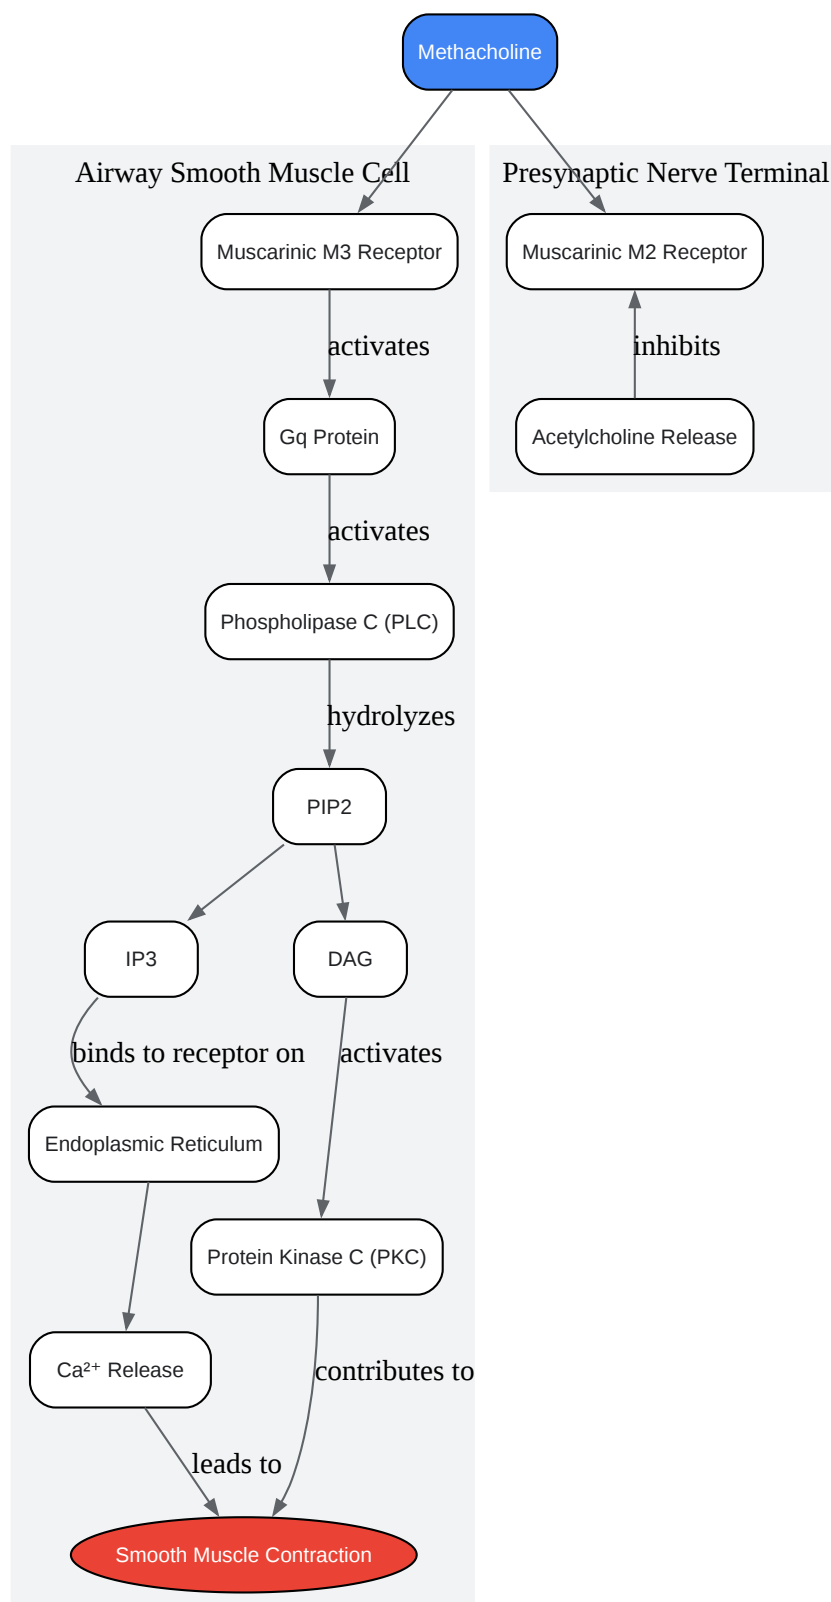 Methacholine
Airway Smooth Muscle Cell
Presynaptic Nerve Terminal
Muscarinic M3 Receptor
Muscarinic M2 Receptor
activates
inhibits
Gq Protein
Acetylcholine Release
activates
Phospholipase C (PLC)
hydrolyzes
PIP2
IP3
DAG
binds to receptor on
activates
Endoplasmic Reticulum
Protein Kinase C (PKC)
Ca²⁺ Release
contributes to
leads to
Smooth Muscle Contraction